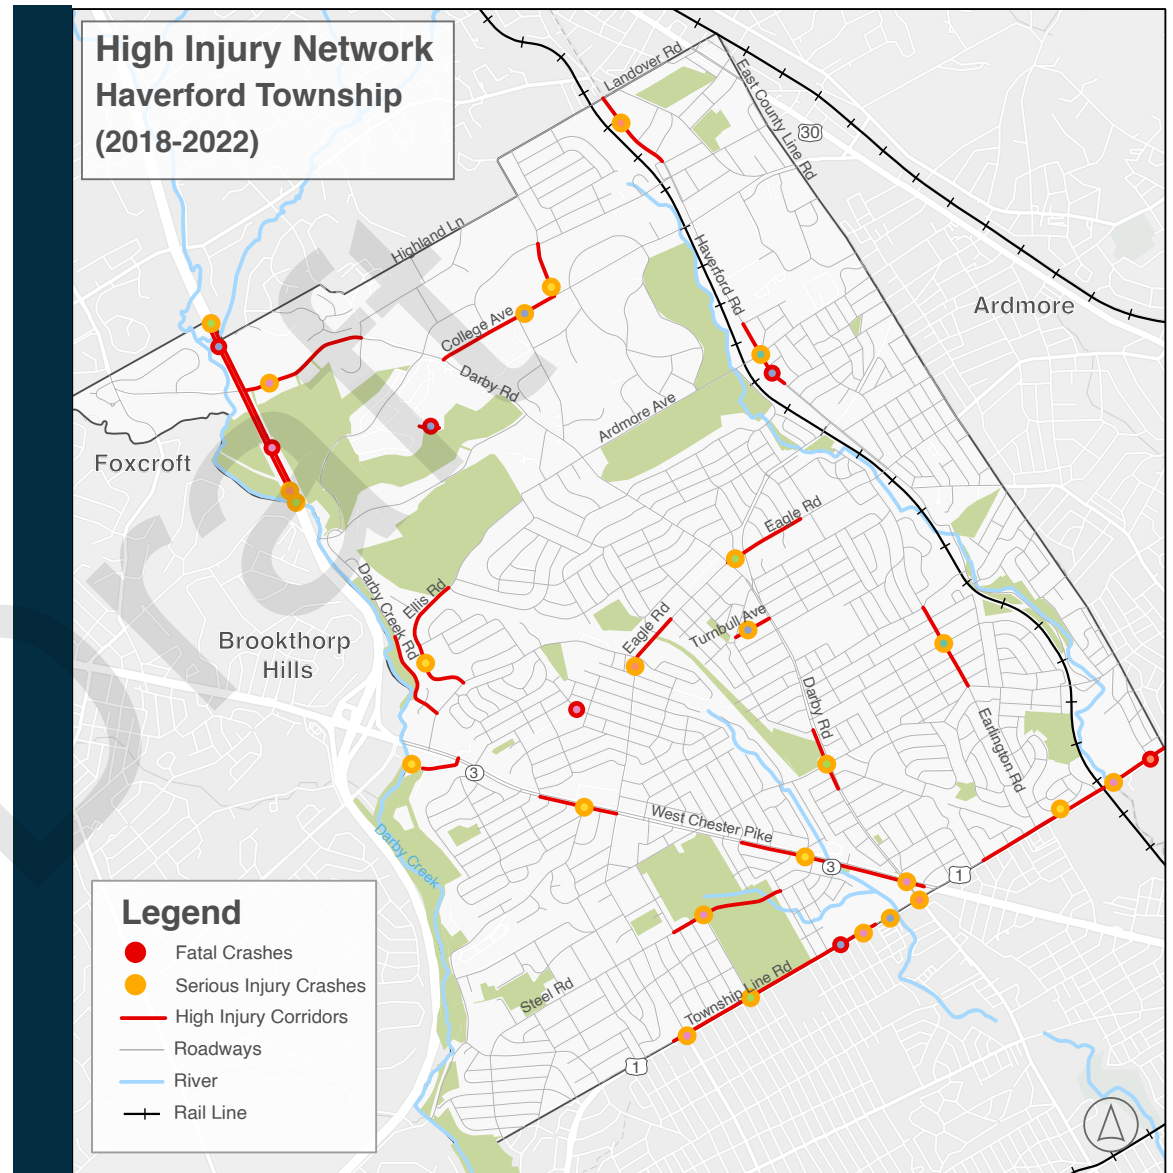 High Injury Network
Haverford Township
(2018-2022)
Landover Rd
East County Line Rd
30
Highland Ln
Haverford Rd
Ardmore
College Ave
Darby Rd
Ardmore Ave
Foxcroft
Eagle Rd
Darby Creek Rd
Ellis Rd
Eagle Rd
Turnbull Ave
Brookthorp
Hills
Darby Rd
Earlington Rd
3
West Chester Pike
3
1
Darby Creek
Steel Rd
Township Line Rd
1
Legend
Fatal Crashes
Serious Injury Crashes
High Injury Corridors
Roadways
River
Rail Line
Draft